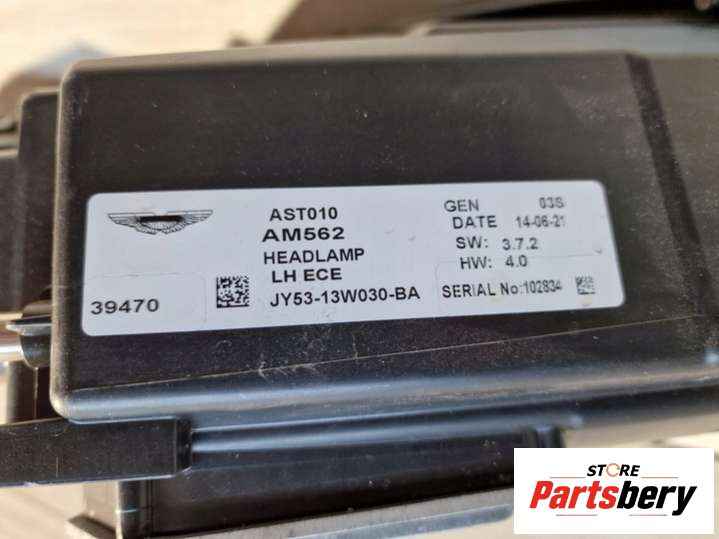 AST010
AM562
HEADLAMP
LH ECE
JY53-13W030-BA
39470
GEN 03S
DATE 14-06-21
SW: 3.7.2
HW: 4.0
SERIAL No:102834
STORE
Partsbery